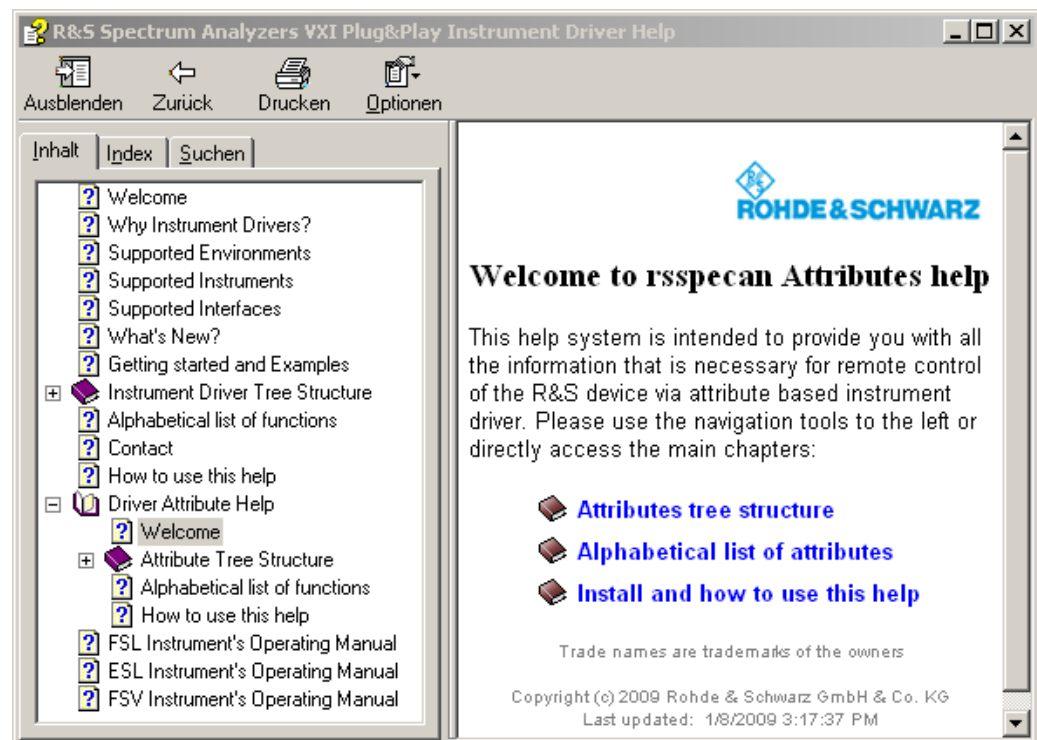 R&S Spectrum Analyzers VXI Plug&Play Instrument Driver Help
Ausblenden Zurück Drucken Optionen
Inhalt Index Suchen
Welcome
Why Instrument Drivers?
Supported Environments
Supported Instruments
Supported Interfaces
What's New?
Getting started and Examples
Instrument Driver Tree Structure
Alphabetical list of functions
Contact
How to use this help
Driver Attribute Help
Welcome
Attribute Tree Structure
Alphabetical list of functions
How to use this help
FSL Instrument's Operating Manual
ESL Instrument's Operating Manual
FSV Instrument's Operating Manual
R&S
ROHDE&SCHWARZ
Welcome to rsspecan Attributes help
This help system is intended to provide you with all
the information that is necessary for remote control
of the R&S device via attribute based instrument
driver. Please use the navigation tools to the left or
directly access the main chapters:
Attributes tree structure
Alphabetical list of attributes
Install and how to use this help
Trade names are trademarks of the owners
Copyright (c) 2009 Rohde & Schwarz GmbH & Co. KG
Last updated: 1/8/2009 3:17:37 PM